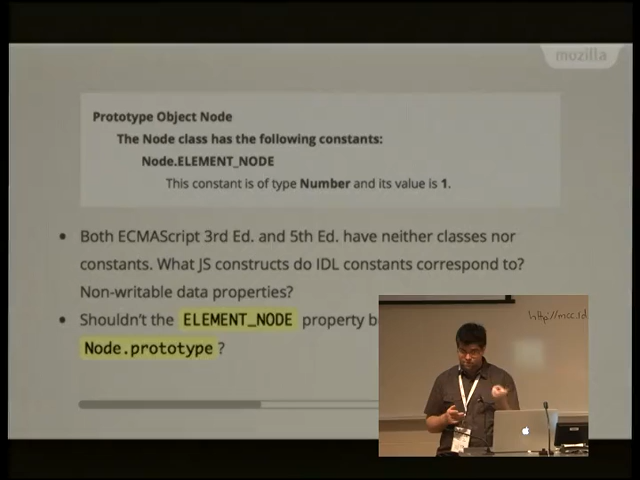 mozilla
Prototype Object Node
The Node class has the following constants:
Node.ELEMENT_NODE
This constant is of type Number and its value is 1.
Both ECMAScript 3rd Ed. and 5th Ed. have neither classes nor
constants. What JS constructs do IDL constants correspond to?
Non-writable data properties?
Shouldn't the ELEMENT_NODE property
Node.prototype?